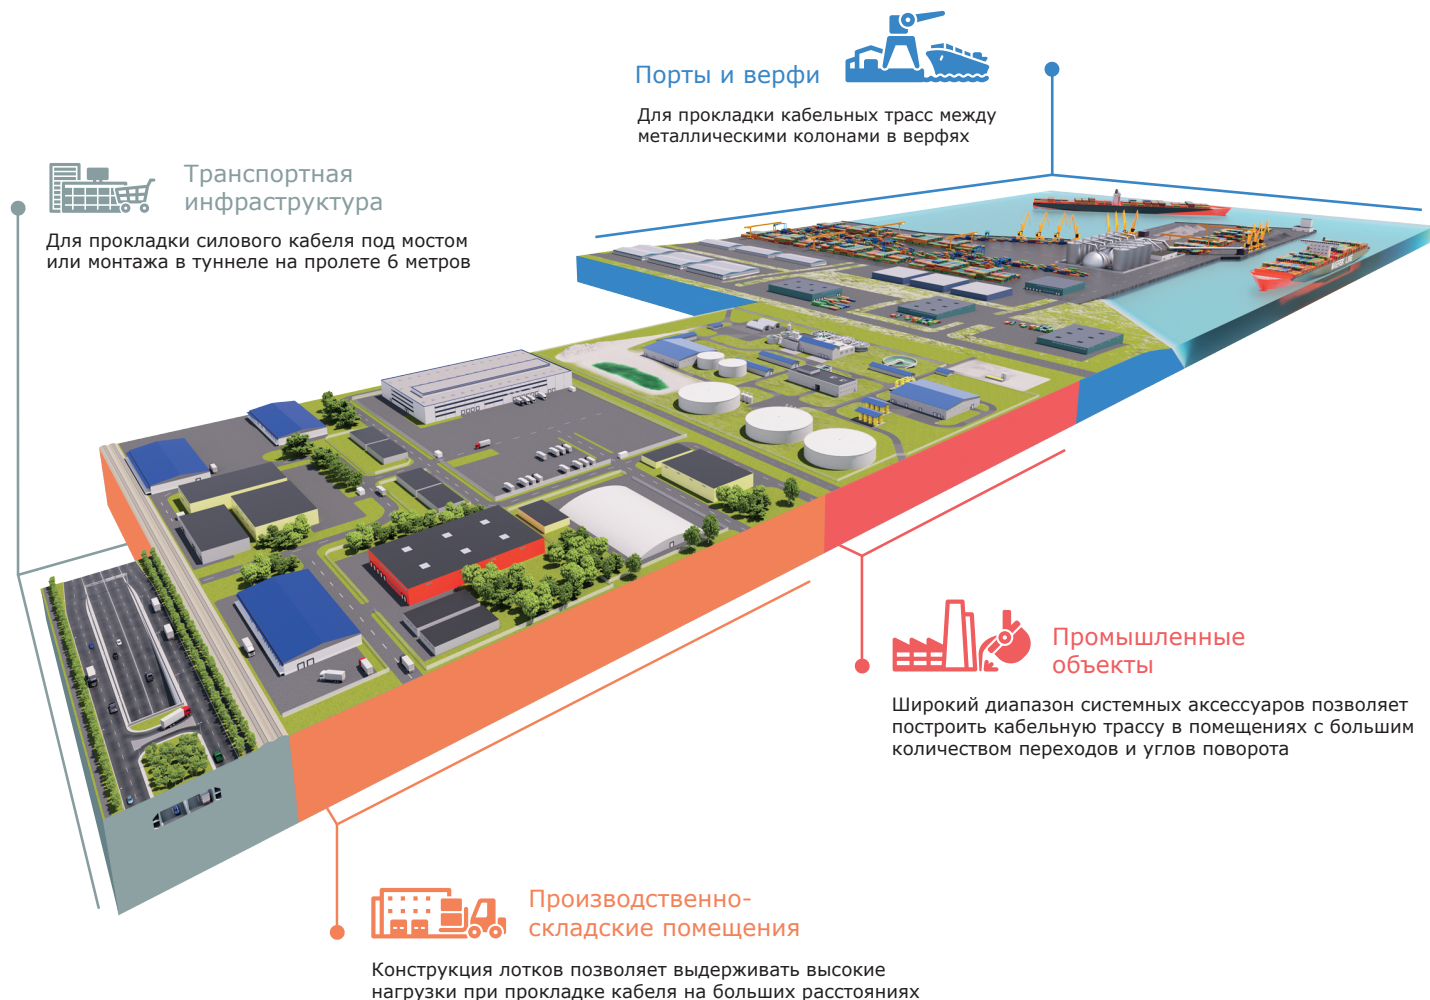 Порты и верфи
Для прокладки кабельных трасс между
металлическими колонами в верфях
Транспортная
инфраструктура
Для прокладки силового кабеля под мостом
или монтажа в туннеле на пролете 6 метров
Промышленные
объекты
Широкий диапазон системных аксессуаров позволяет
построить кабельную трассу в помещениях с большим
количеством переходов и углов поворота
Производственно-
складские помещения
Конструкция лотков позволяет выдерживать высокие
нагрузки при прокладке кабеля на больших расстояниях